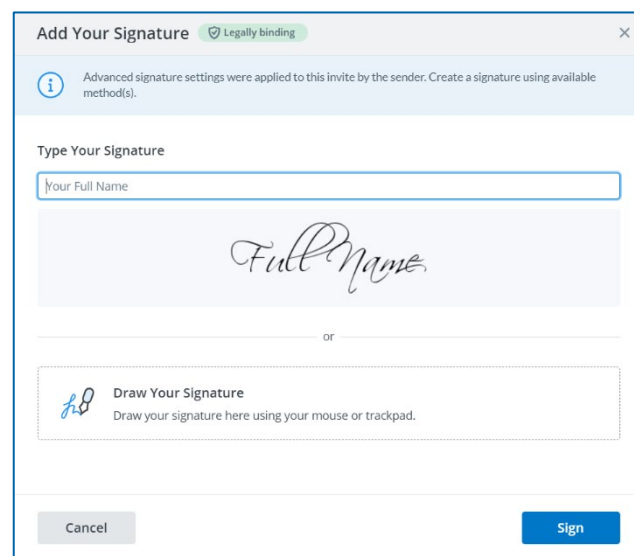 Add Your Signature Legally binding
Advanced signature settings were applied to this invite by the sender. Create a signature using available
method(s).
Type Your Signature
Your Full Name
Full Name
or
Draw Your Signature
Draw your signature here using your mouse or trackpad.
Cancel Sign